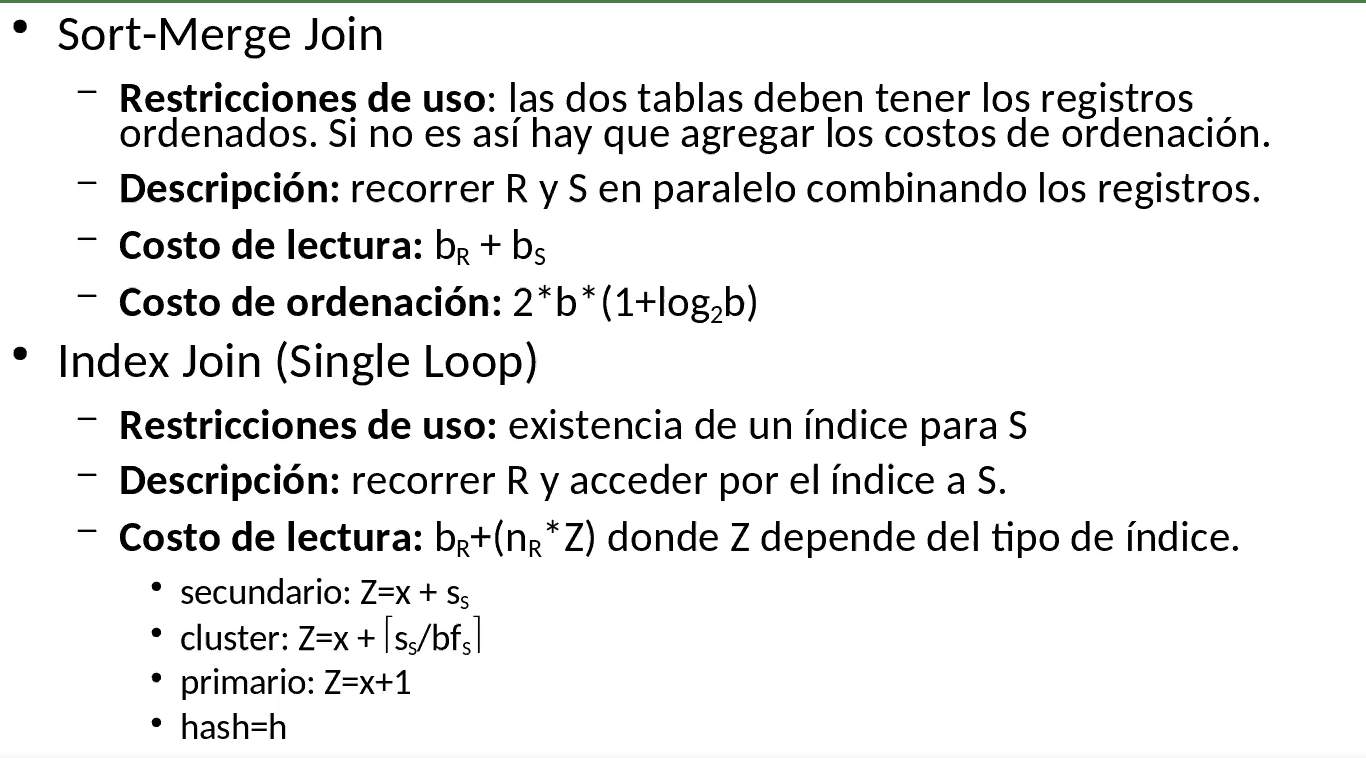 • Sort-Merge Join
– Restricciones de uso: las dos tablas deben tener los registros
ordenados. Si no es así hay que agregar los costos de ordenación.
– Descripción: recorrer R y S en paralelo combinando los registros.
– Costo de lectura: b_R + b_S
– Costo de ordenación: 2*b*(1+log₂b)
• Index Join (Single Loop)
– Restricciones de uso: existencia de un índice para S
– Descripción: recorrer R y acceder por el índice a S.
– Costo de lectura: b_R+(n_R*Z) donde Z depende del tipo de índice.
• secundario: Z=x + s_S
• cluster: Z=x + ⌈s_S/bf_S⌉
• primario: Z=x+1
• hash=h